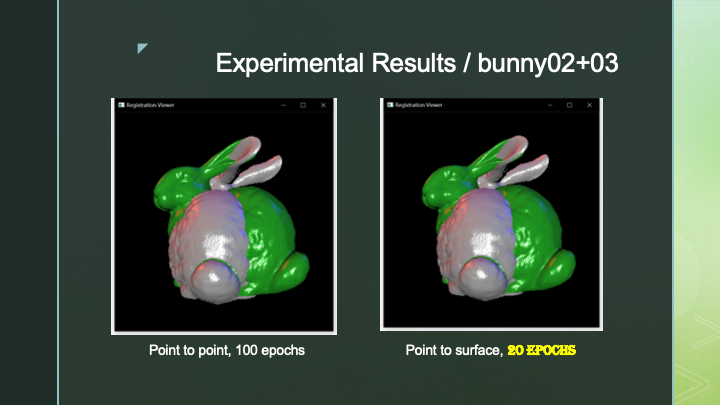 Experimental Results / bunny02+03
Registration Viewer
Registration Viewer
Point to point, 100 epochs
Point to surface, 20 EPOCHS